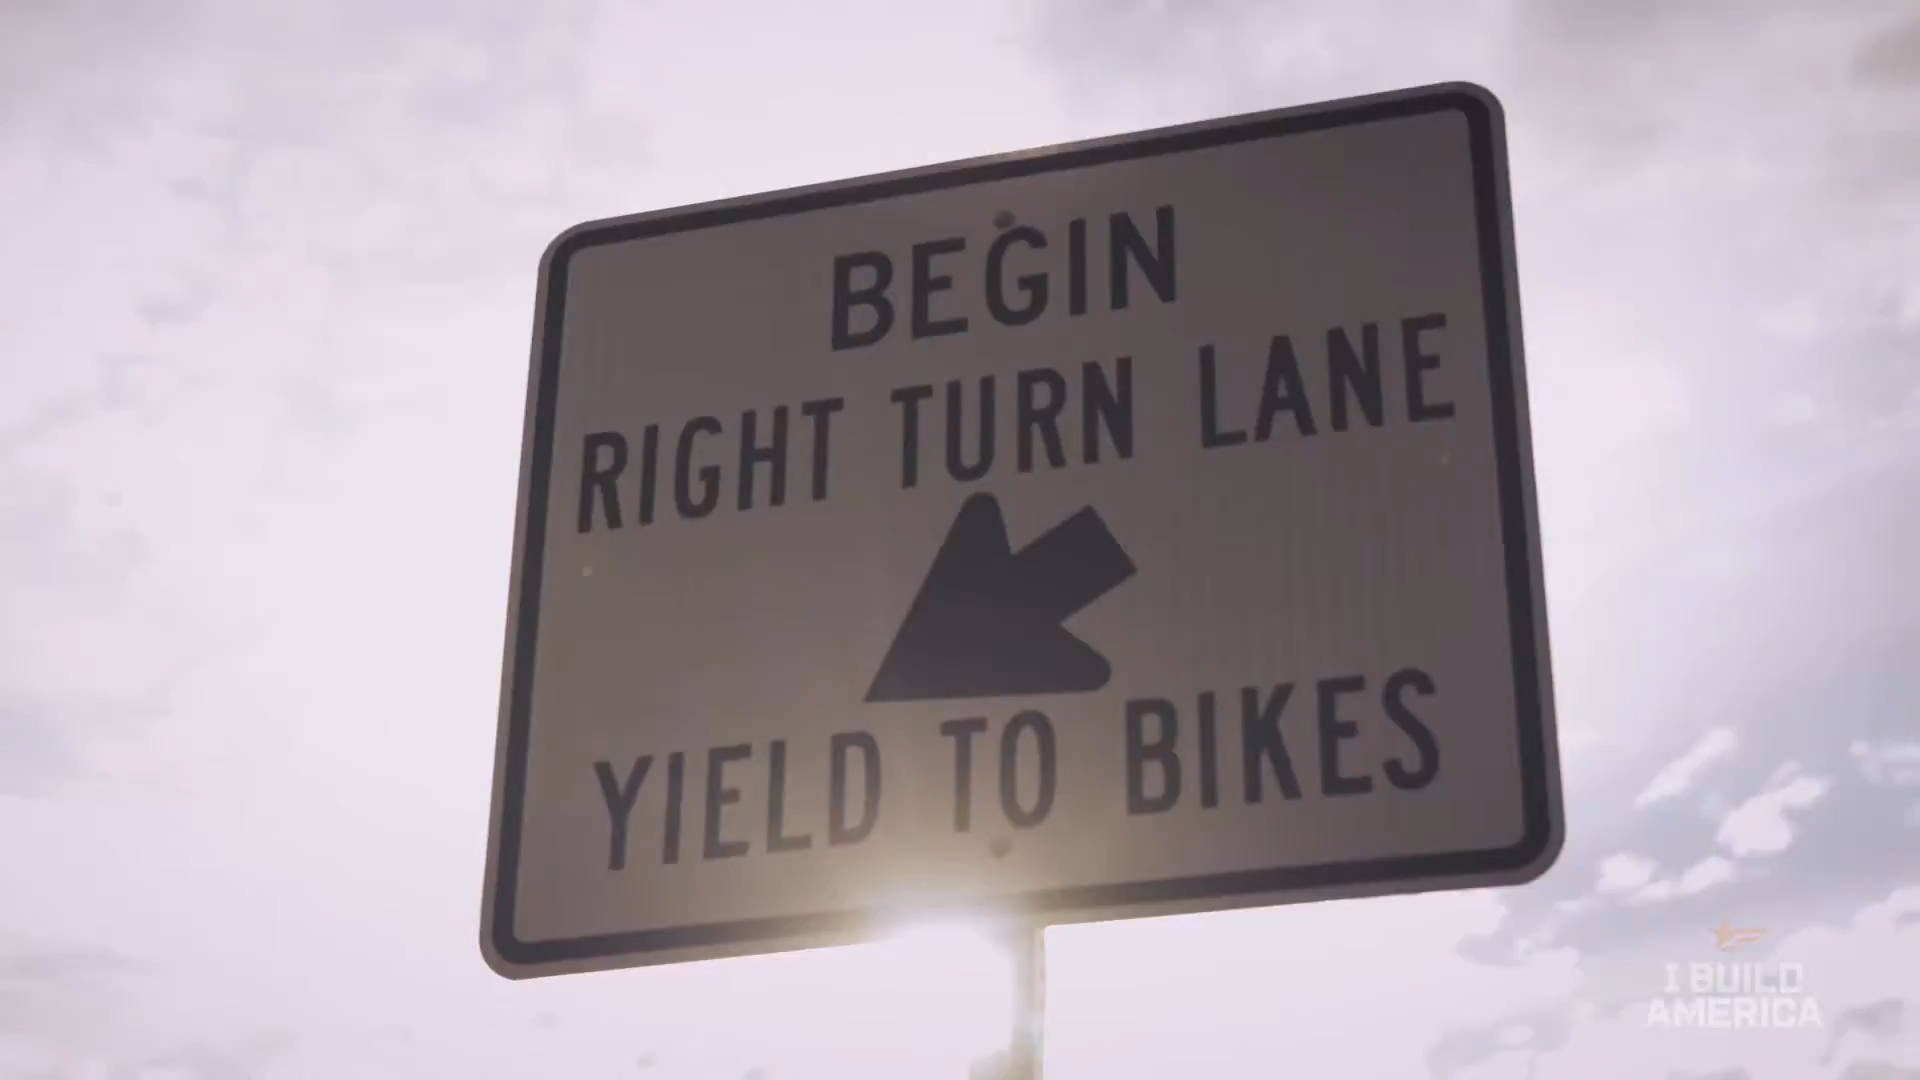 BEGIN
RIGHT TURN LANE
YIELD TO BIKES
I BUILD
AMERICA